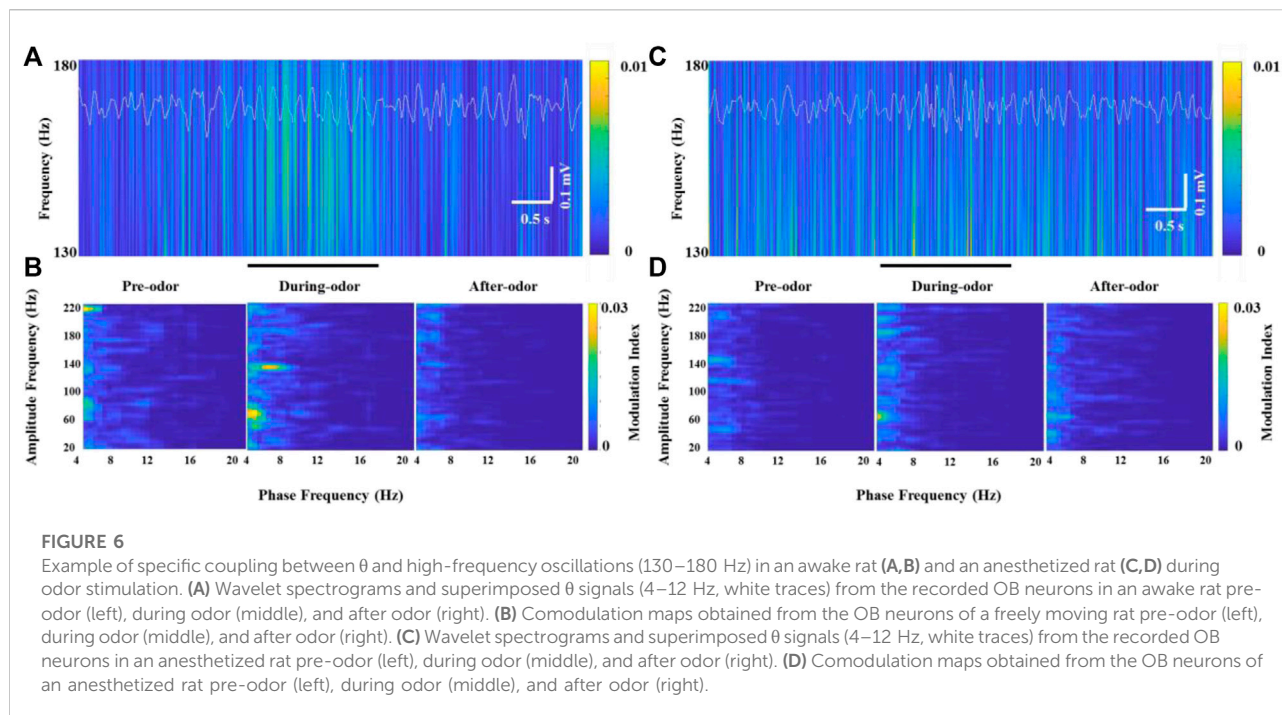 A
180
Frequency (Hz)
130
0.5 s
0.1 mV
0.01
0
C
180
Frequency (Hz)
130
0.5 s
0.1 mV
0.01
0
B
Pre-odor
During-odor
After-odor
Amplitude Frequency (Hz)
220
180
140
100
60
20
4 8 12 20 4 8 12 20 4 8 12 20
Phase Frequency (Hz)
0.03
Modulation Index
0
D
Pre-odor
During-odor
After-odor
Amplitude Frequency (Hz)
220
180
140
100
60
20
4 8 12 20 4 8 12 20 4 8 12 20
Phase Frequency (Hz)
0.03
Modulation Index
0
FIGURE 6
Example of specific coupling between θ and high-frequency oscillations (130–180 Hz) in an awake rat (A,B) and an anesthetized rat (C,D) during
odor stimulation. (A) Wavelet spectrograms and superimposed θ signals (4–12 Hz, white traces) from the recorded OB neurons in an awake rat pre-
odor (left), during odor (middle), and after odor (right). (B) Comodulation maps obtained from the OB neurons of a freely moving rat pre-odor (left),
during odor (middle), and after odor (right). (C) Wavelet spectrograms and superimposed θ signals (4–12 Hz, white traces) from the recorded OB
neurons in an anesthetized rat pre-odor (left), during odor (middle), and after odor (right). (D) Comodulation maps obtained from the OB neurons of
an anesthetized rat pre-odor (left), during odor (middle), and after odor (right).